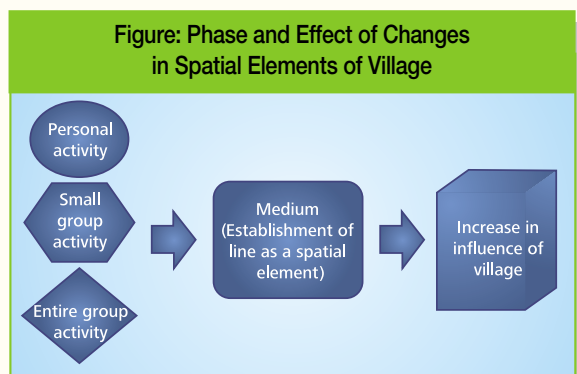 Figure: Phase and Effect of Changes
in Spatial Elements of Village
Personal
activity
Small
group
activity
Entire group
activity
Medium
(Establishment of
line as a spatial
element)
Increase in
influence of
village